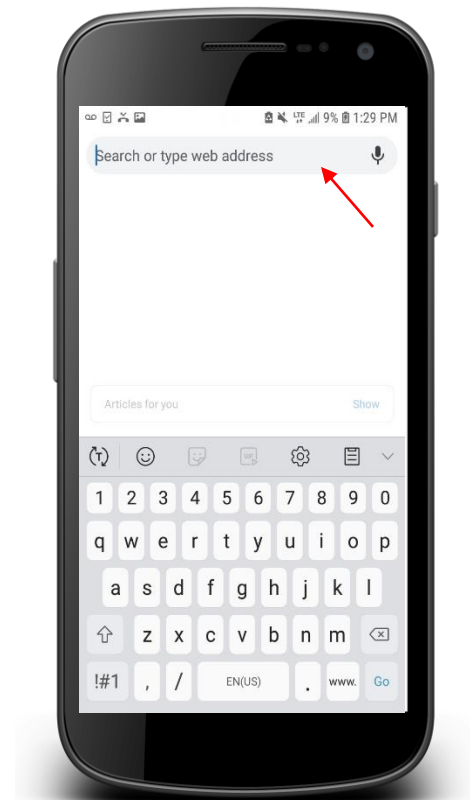 LTE 9% 1:29 PM
Search or type web address
Articles for you Show
1 2 3 4 5 6 7 8 9 0
q w e r t y u i o p
a s d f g h j k l
z x c v b n m
!#1 , / EN(US) . www. Go